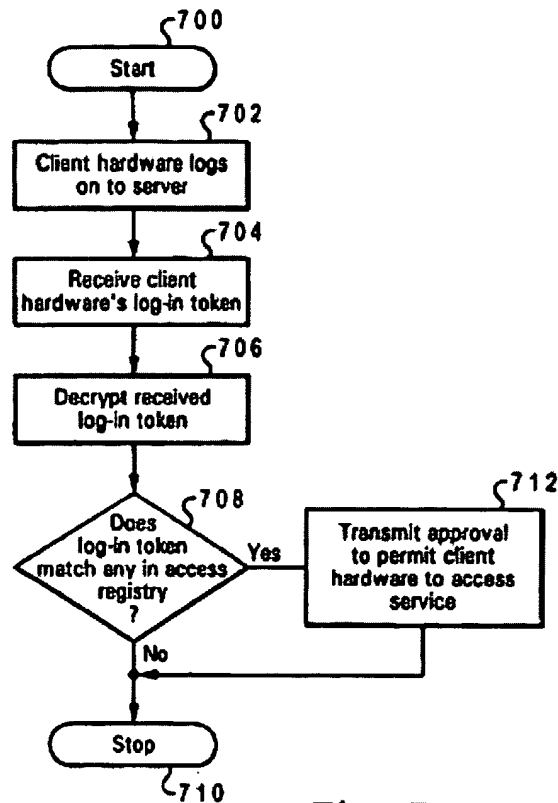 700
Start
702
Client hardware logs
on to server
704
Receive client
hardware's log-in token
706
Decrypt received
log-in token
708
Does
log-in token
match any in access
registry
?
Yes
712
Transmit approval
to permit client
hardware to access
service
No
Stop
710